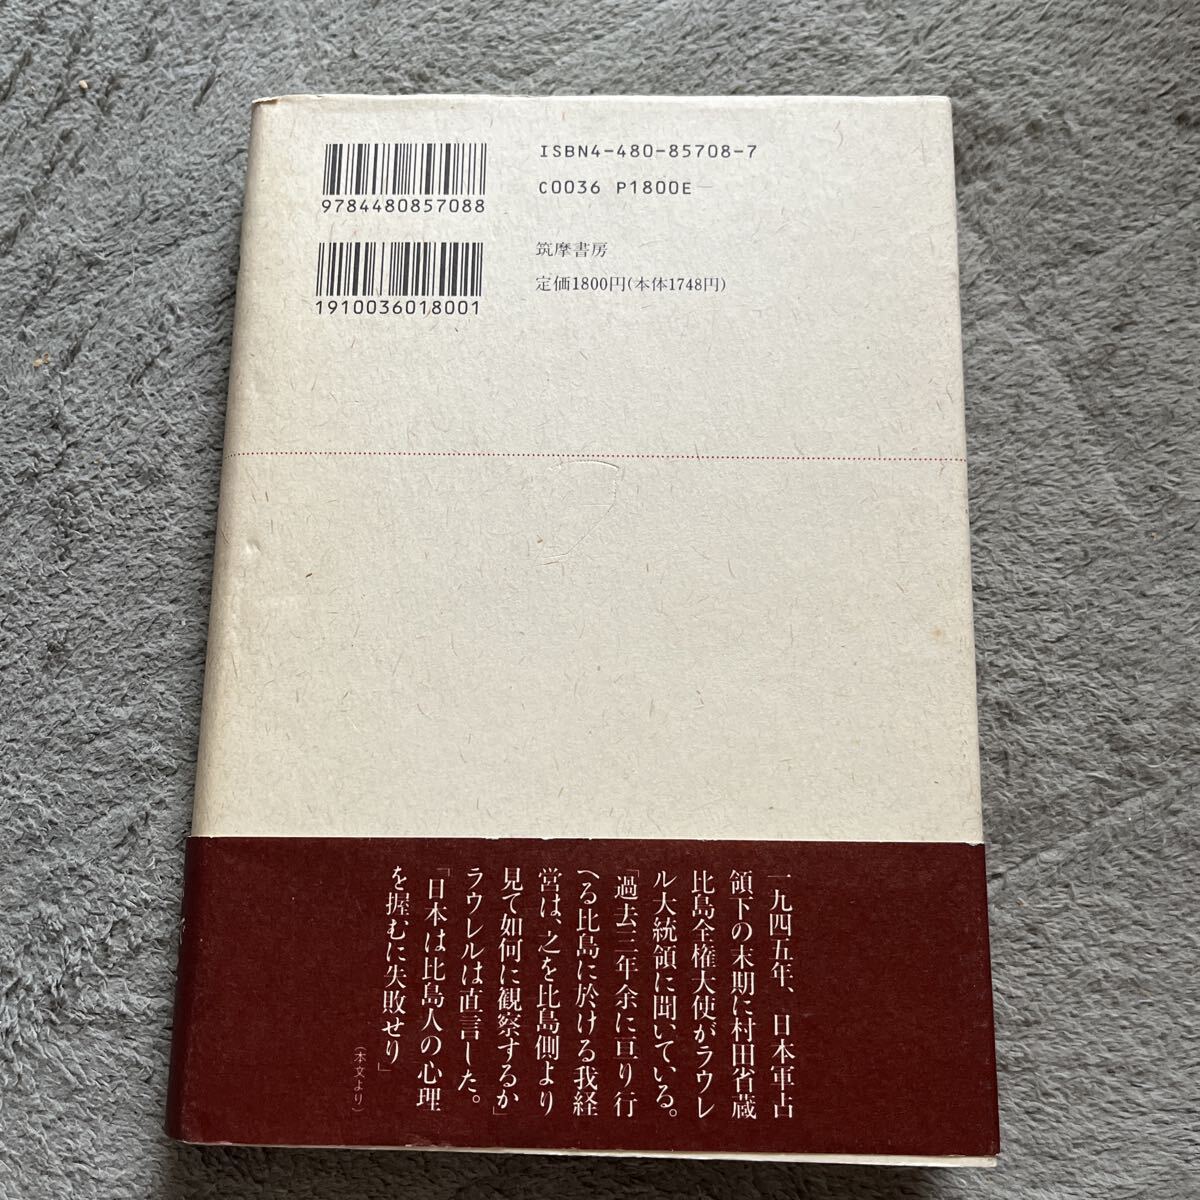 ISBN4-480-85708-7
C0036 P1800E
9784480857088
筑摩書房
定価1800円(本体1748円)
1910036018001
一九四五年、日本軍占
領下の末期に村田省蔵
比島全権大使がラウレ
ル大統領に聞いている。
「過去三年余に亘り行
へる比島に於ける我経
営は、之を比島側より
見て如何に観察するか」
ラウレルは直言した。
「日本は比島人の心理
を握むに失敗せり」
(本文より)